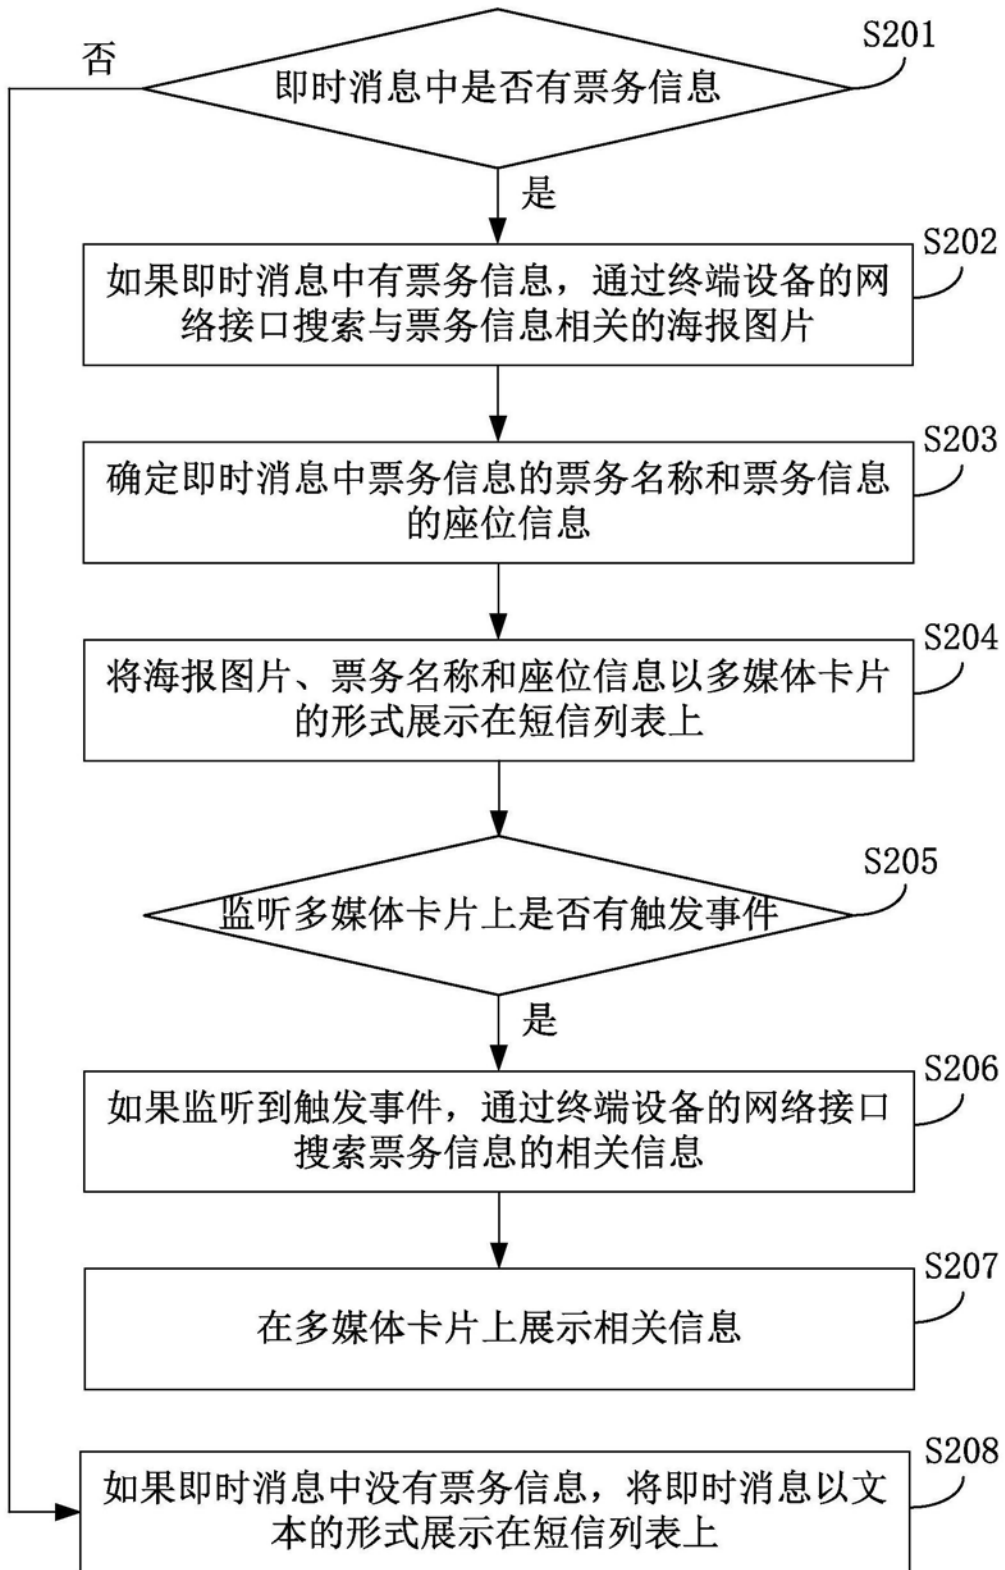 S201
否
即时消息中是否有票务信息
是
S202
如果即时消息中有票务信息，通过终端设备的网
络接口搜索与票务信息相关的海报图片
S203
确定即时消息中票务信息的票务名称和票务信息
的座位信息
S204
将海报图片、票务名称和座位信息以多媒体卡片
的形式展示在短信列表上
S205
监听多媒体卡片上是否有触发事件
是
S206
如果监听到触发事件，通过终端设备的网络接口
搜索票务信息的相关信息
S207
在多媒体卡片上展示相关信息
S208
如果即时消息中没有票务信息，将即时消息以文
本的形式展示在短信列表上